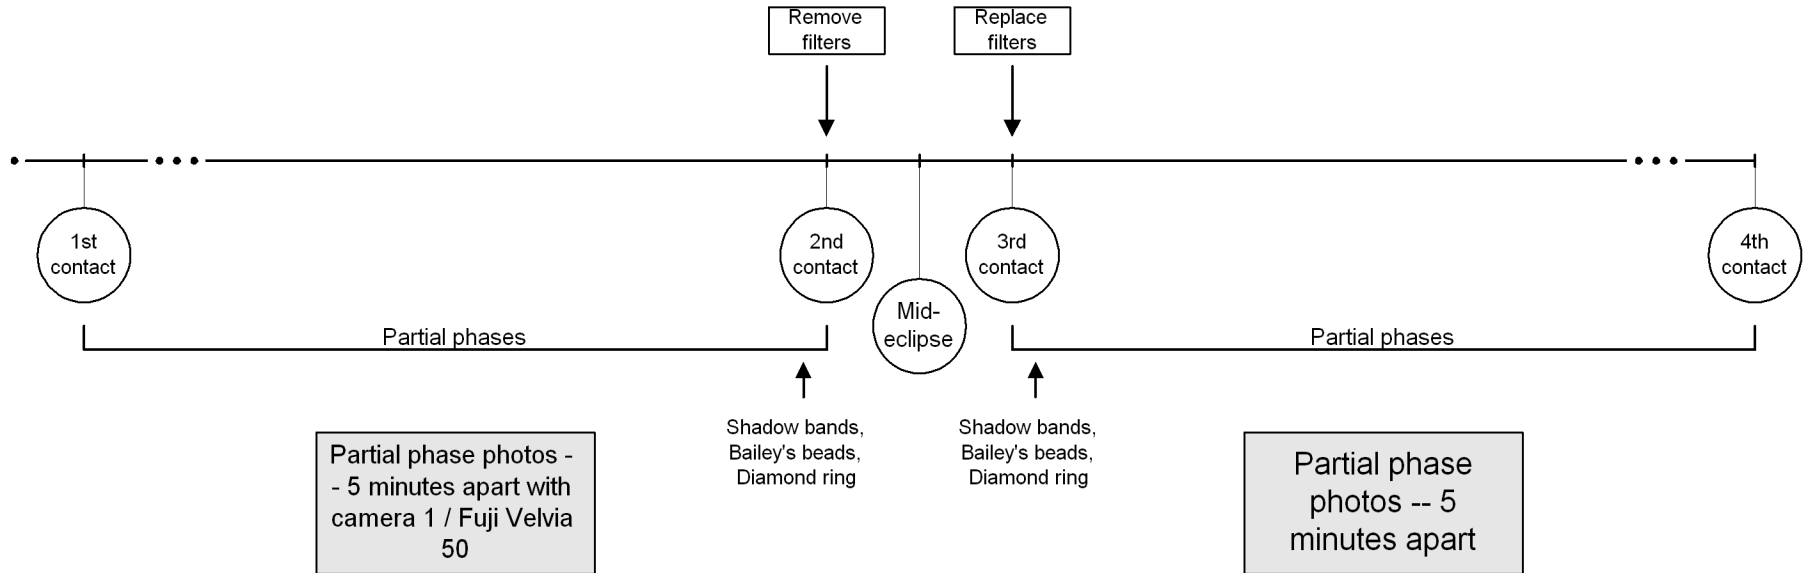 Remove
filters
Replace
filters
1st
contact
2nd
contact
3rd
contact
4th
contact
Mid-
eclipse
Partial phases
Partial phases
Shadow bands,
Bailey's beads,
Diamond ring
Shadow bands,
Bailey's beads,
Diamond ring
Partial phase photos -
- 5 minutes apart with
camera 1 / Fuji Velvia
50
Partial phase
photos -- 5
minutes apart